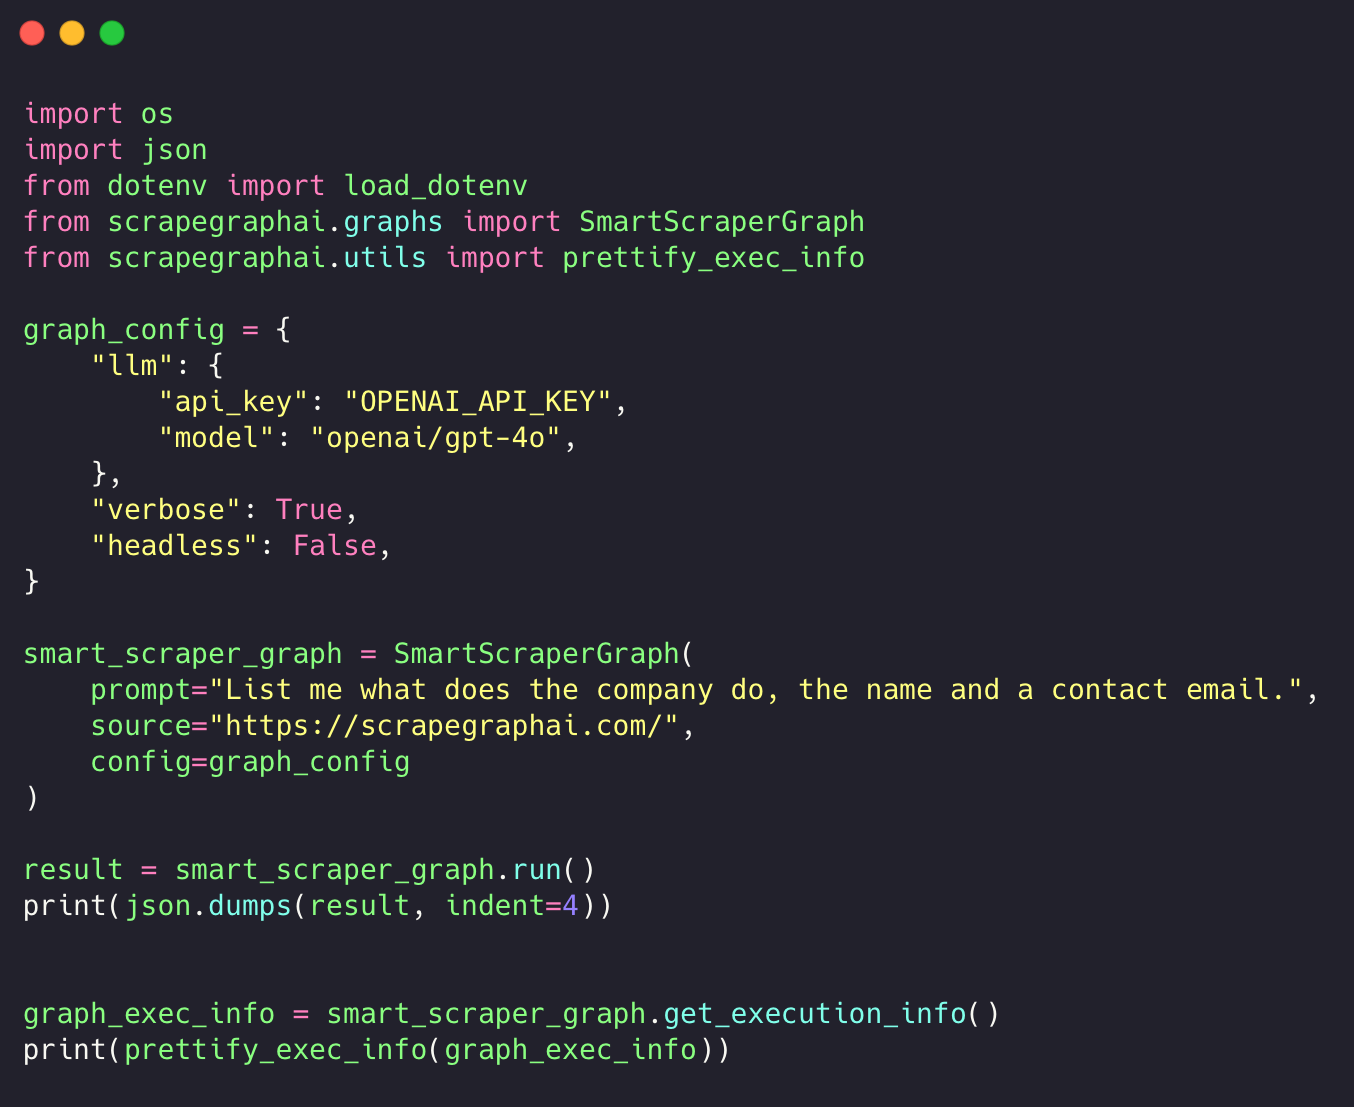 import os
import json
from dotenv import load_dotenv
from scrapegraphai.graphs import SmartScraperGraph
from scrapegraphai.utils import prettify_exec_info

graph_config = {
    "llm": {
        "api_key": "OPENAI_API_KEY",
        "model": "openai/gpt-4o",
    },
    "verbose": True,
    "headless": False,
}

smart_scraper_graph = SmartScraperGraph(
    prompt="List me what does the company do, the name and a contact email.",
    source="https://scrapegraphai.com/",
    config=graph_config
)

result = smart_scraper_graph.run()
print(json.dumps(result, indent=4))


graph_exec_info = smart_scraper_graph.get_execution_info()
print(prettify_exec_info(graph_exec_info))